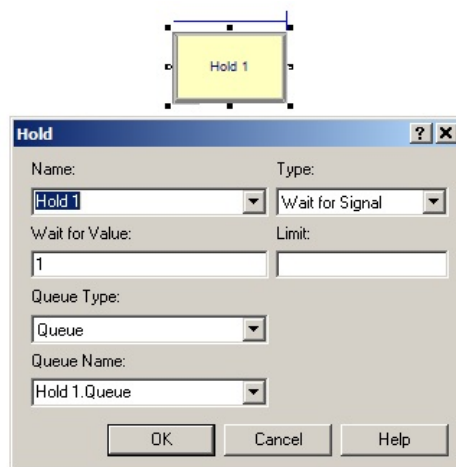 Hold 1
Hold ? X
Name: Type:
Hold 1 Wait for Signal
Wait for Value: Limit:
1
Queue Type:
Queue
Queue Name:
Hold 1.Queue
OK Cancel Help